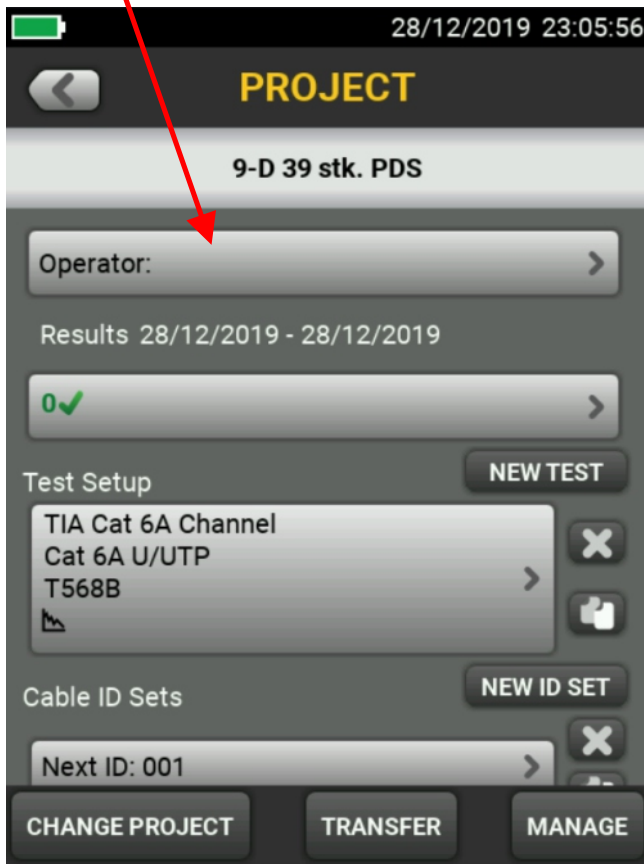 28/12/2019 23:05:56
PROJECT
9-D 39 stk. PDS
Operator:
Results 28/12/2019 - 28/12/2019
0
NEW TEST
Test Setup
TIA Cat 6A Channel
Cat 6A U/UTP
T568B
NEW ID SET
Cable ID Sets
Next ID: 001
CHANGE PROJECT
TRANSFER
MANAGE